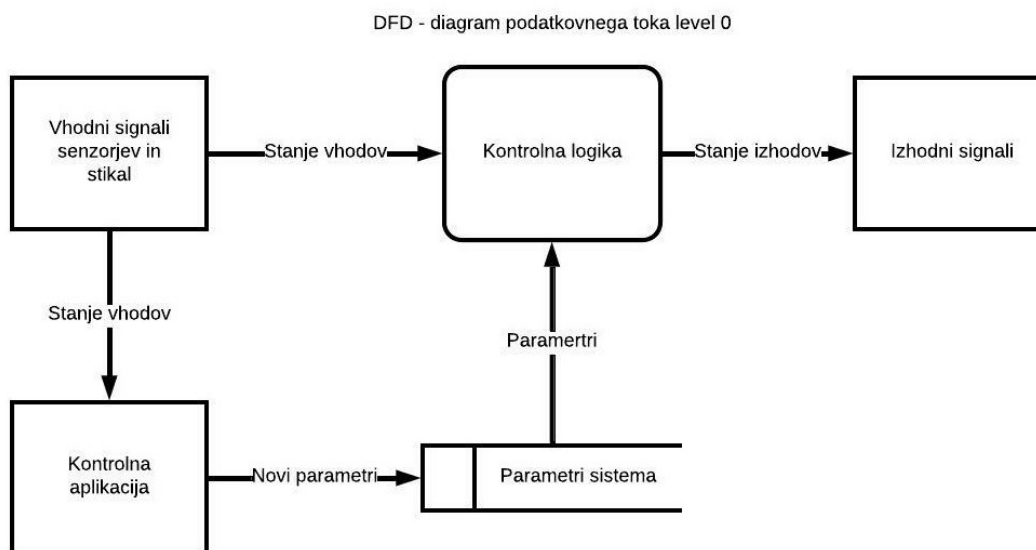 DFD - diagram podatkovnega toka level 0
Vhodni signali
senzorjev in
stikal
Stanje vhodov
Kontrolna logika
Stanje izhodov
Izhodni signali
Stanje vhodov
Paramertri
Kontrolna
aplikacija
Novi parametri
Parametri sistema